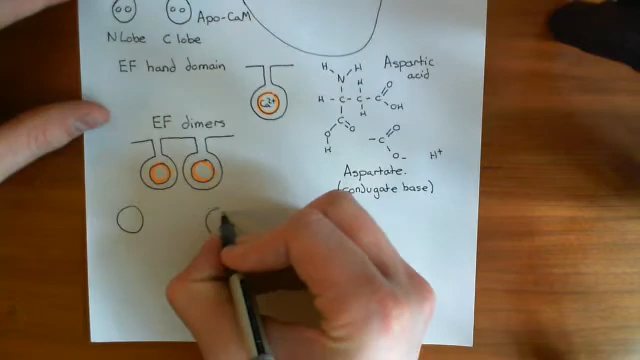 Apo-CaM
N Lobe C lobe
EF hand domain
Ca2+
EF dimers
Aspartic
acid
H H
N H O
H - C - C - C
OH
C H
O O
H
- C O
O-
H+
Aspartate.
(conjugate base)